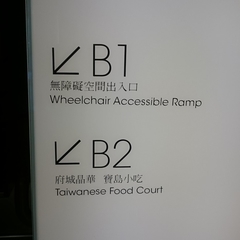 ↙ B1
無障礙空間出入口
Wheelchair Accessible Ramp
↙ B2
府城晶華 寶島小吃
Taiwanese Food Court